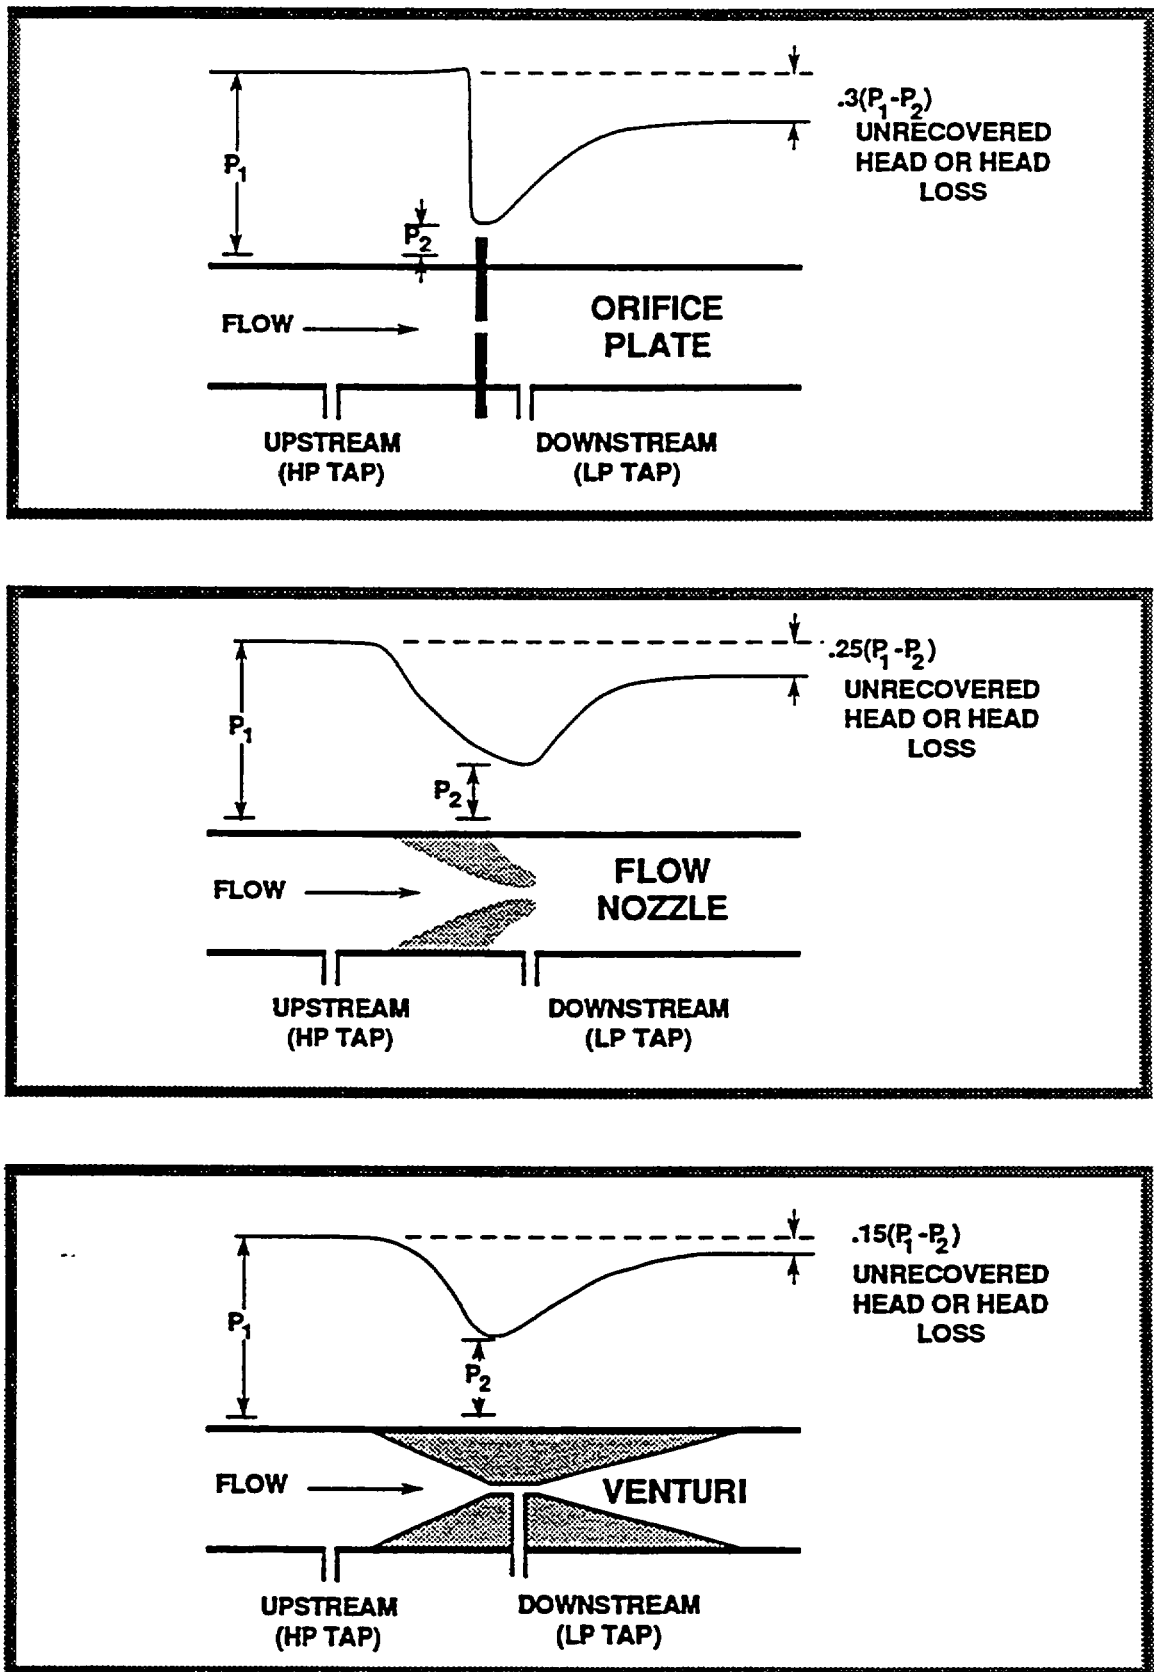 .3(P₁-P₂)
UNRECOVERED
HEAD OR HEAD
LOSS
P₁
P₂
FLOW
ORIFICE
PLATE
UPSTREAM
(HP TAP)
DOWNSTREAM
(LP TAP)
.25(P₁-P₂)
UNRECOVERED
HEAD OR HEAD
LOSS
P₁
P₂
FLOW
FLOW
NOZZLE
UPSTREAM
(HP TAP)
DOWNSTREAM
(LP TAP)
.15(P₁-P₂)
UNRECOVERED
HEAD OR HEAD
LOSS
P₁
P₂
FLOW
VENTURI
UPSTREAM
(HP TAP)
DOWNSTREAM
(LP TAP)